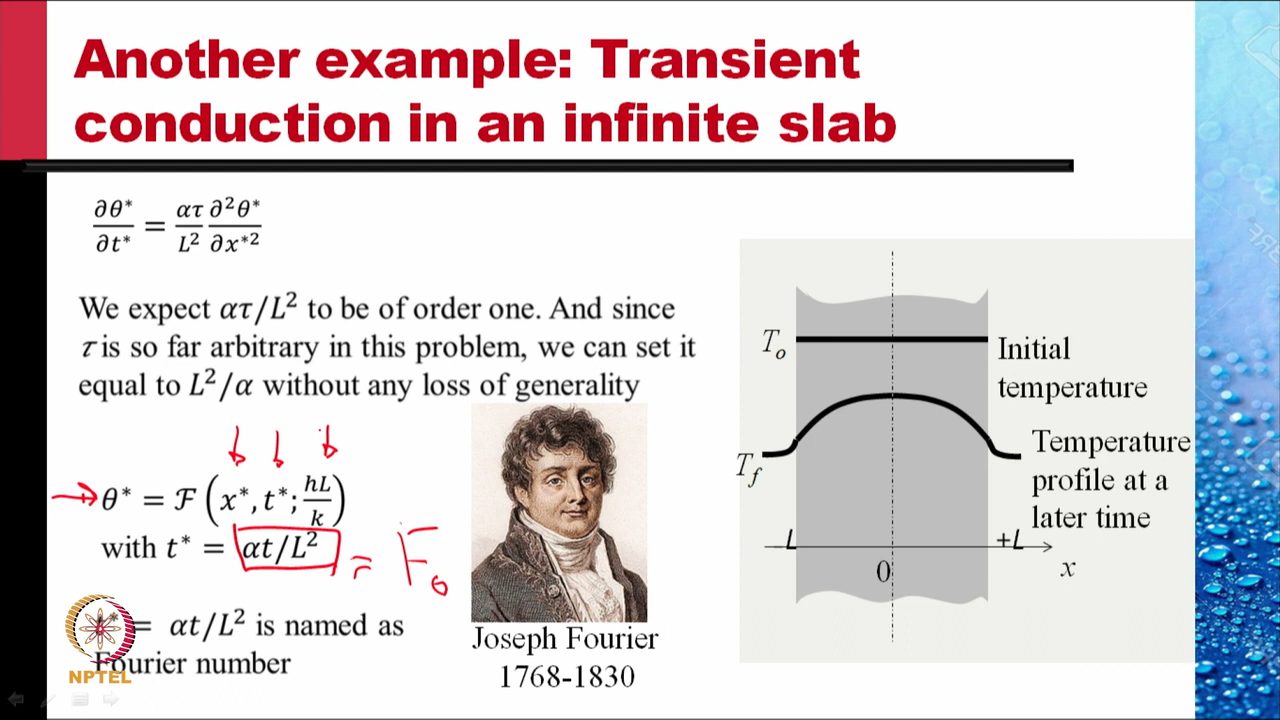 Another example: Transient
conduction in an infinite slab
∂θ*/∂t* = ατ/L² ∂²θ*/∂x*²
We expect ατ/L² to be of order one. And since
τ is so far arbitrary in this problem, we can set it
equal to L²/α without any loss of generality
θ* = ℱ(x*, t*; hL/k)
with t* = αt/L² = Fo
* = αt/L² is named as
Fourier number
NPTEL
Joseph Fourier
1768-1830
To
Initial
temperature
Tf
Temperature
profile at a
later time
L
+L
0
x